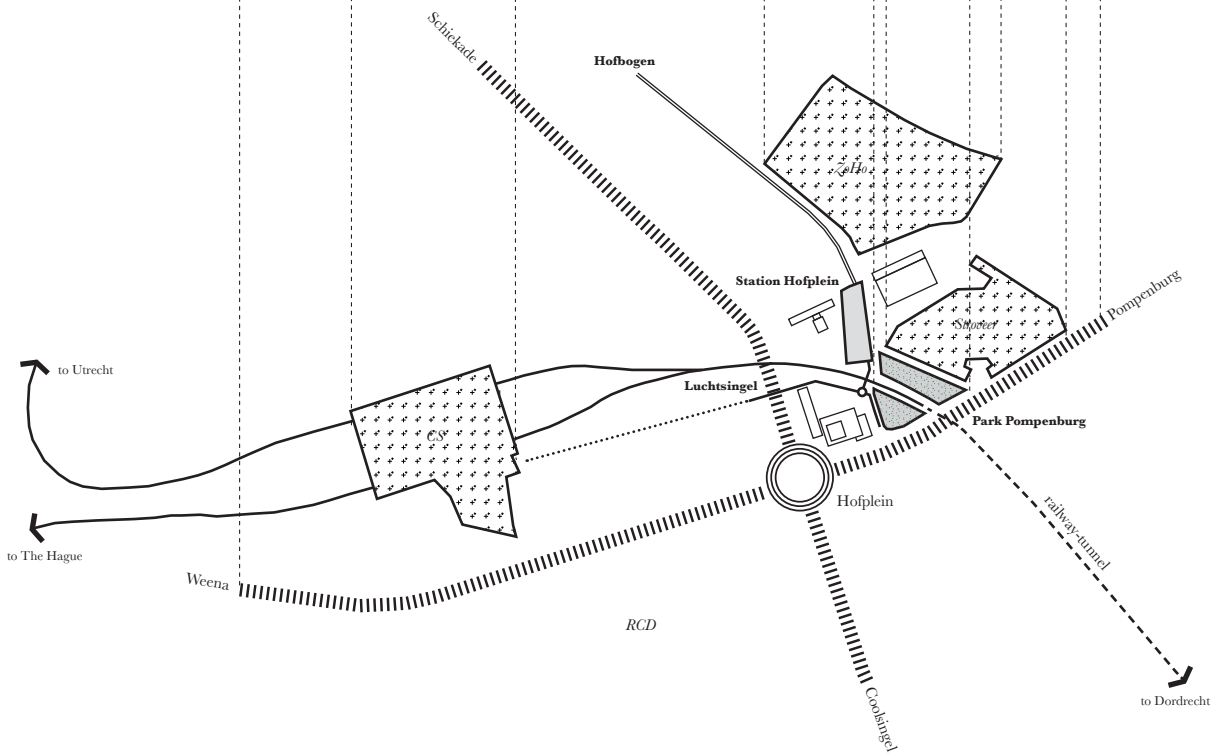 Schiekade
Hofbogen
ZoHo
Station Hofplein
Stroveer
Pompenburg
to Utrecht
Luchtsingel
CS
Park Pompenburg
Hofplein
railway-tunnel
to The Hague
Weena
RCD
to Dordrecht
Coolsingel